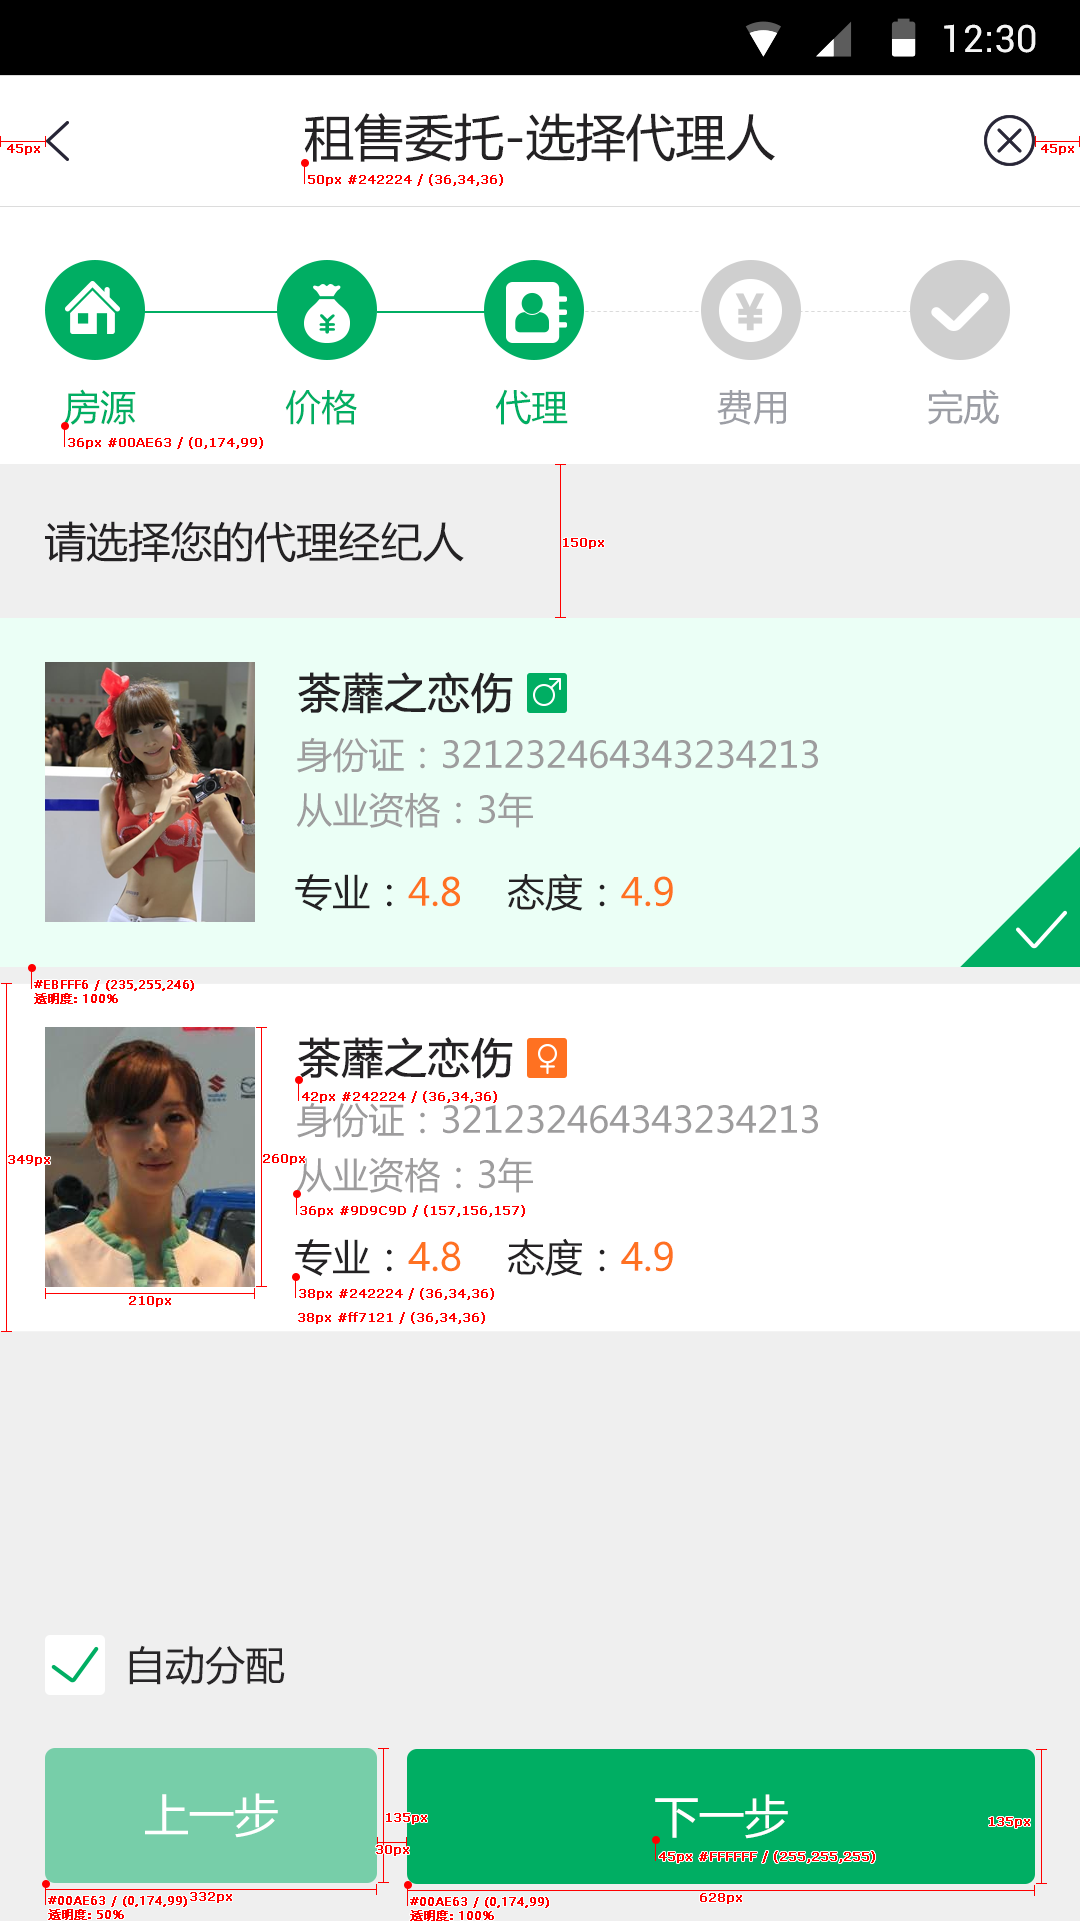 12:30
租售委托-选择代理人
45px
45px
50px #242224 / (36,34,36)
房源
价格
代理
费用
完成
36px #00AE63 / (0,174,99)
请选择您的代理经纪人
150px
荼蘼之恋伤
身份证：321232464343234213
从业资格：3年
专业：4.8 态度：4.9
#EBFFF6 / (235,255,246)
透明度: 100%
荼蘼之恋伤
42px #242224 / (36,34,36)
身份证：321232464343234213
349px
260px
从业资格：3年
36px #9D9C9D / (157,156,157)
专业：4.8 态度：4.9
210px
38px #242224 / (36,34,36)
38px #ff7121 / (36,34,36)
自动分配
上一步
135px
下一步
135px
30px
45px #FFFFFF / (255,255,255)
#00AE63 / (0,174,99)
332px
透明度: 50%
628px
#00AE63 / (0,174,99)
透明度: 100%